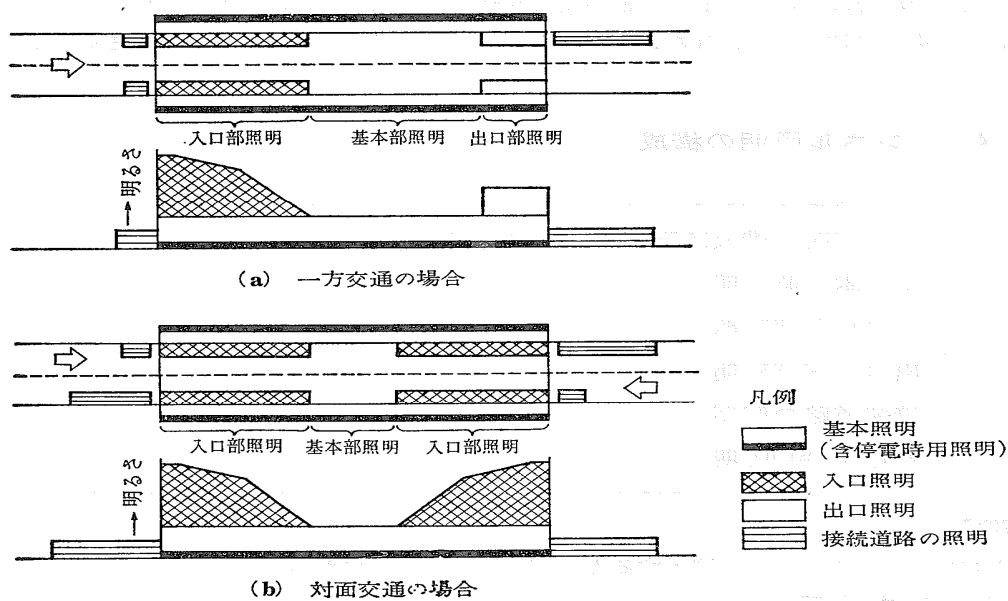 入口部照明 基本部照明 出口部照明
→明るさ
(a) 一方交通の場合
入口部照明 基本部照明 入口部照明
→明るさ
(b) 対面交通の場合
凡例
基本照明
(含停電時用照明)
入口照明
出口照明
接続道路の照明